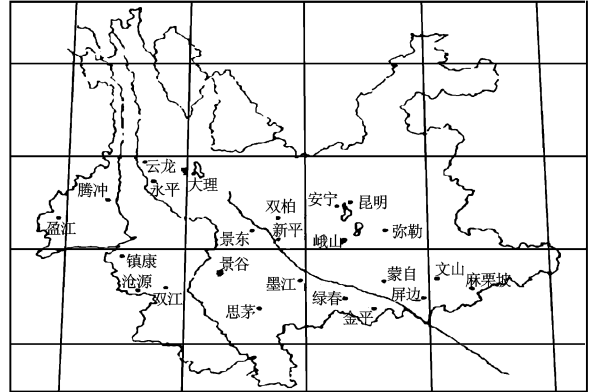 云龙
永平
大理
腾冲
盈江
安宁
昆明
双柏
新平
弥勒
景东
峨山
镇康
沧源
双江
景谷
墨江
思茅
绿春
蒙自
屏边
金平
文山
麻栗坡